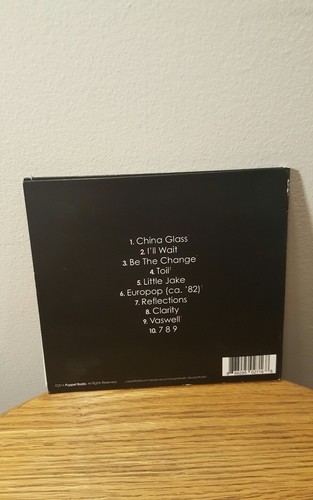 1. China Glass
2. I'll Wait
3. Be The Change
4. Toil
5. Little Jake
6. Europop (ca. '82)
7. Reflections
8. Clarity
9. Vaswell
10. 7 8 9
All Rights Reserved.